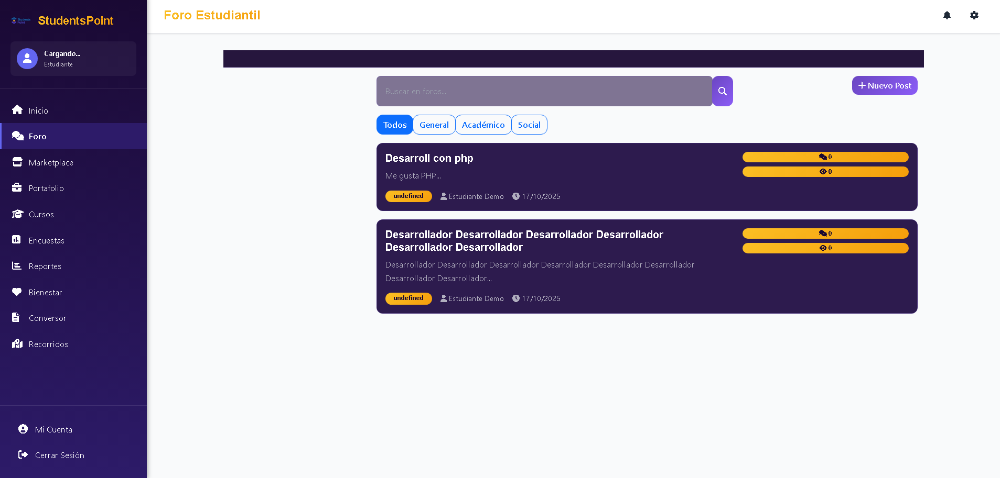 Students
Point
StudentsPoint
Cargando...
Estudiante
Inicio
Foro
Marketplace
Portafolio
Cursos
Encuestas
Reportes
Bienestar
Conversor
Recorridos
Mi Cuenta
Cerrar Sesión
Foro Estudiantil
Buscar en foros...
Nuevo Post
Todos
General
Académico
Social
Desarroll con php
Me gusta PHP...
undefined Estudiante Demo 17/10/2025
0
0
Desarrollador Desarrollador Desarrollador Desarrollador
Desarrollador Desarrollador
Desarrollador Desarrollador Desarrollador Desarrollador Desarrollador Desarrollador
Desarrollador Desarrollador...
undefined Estudiante Demo 17/10/2025
0
0